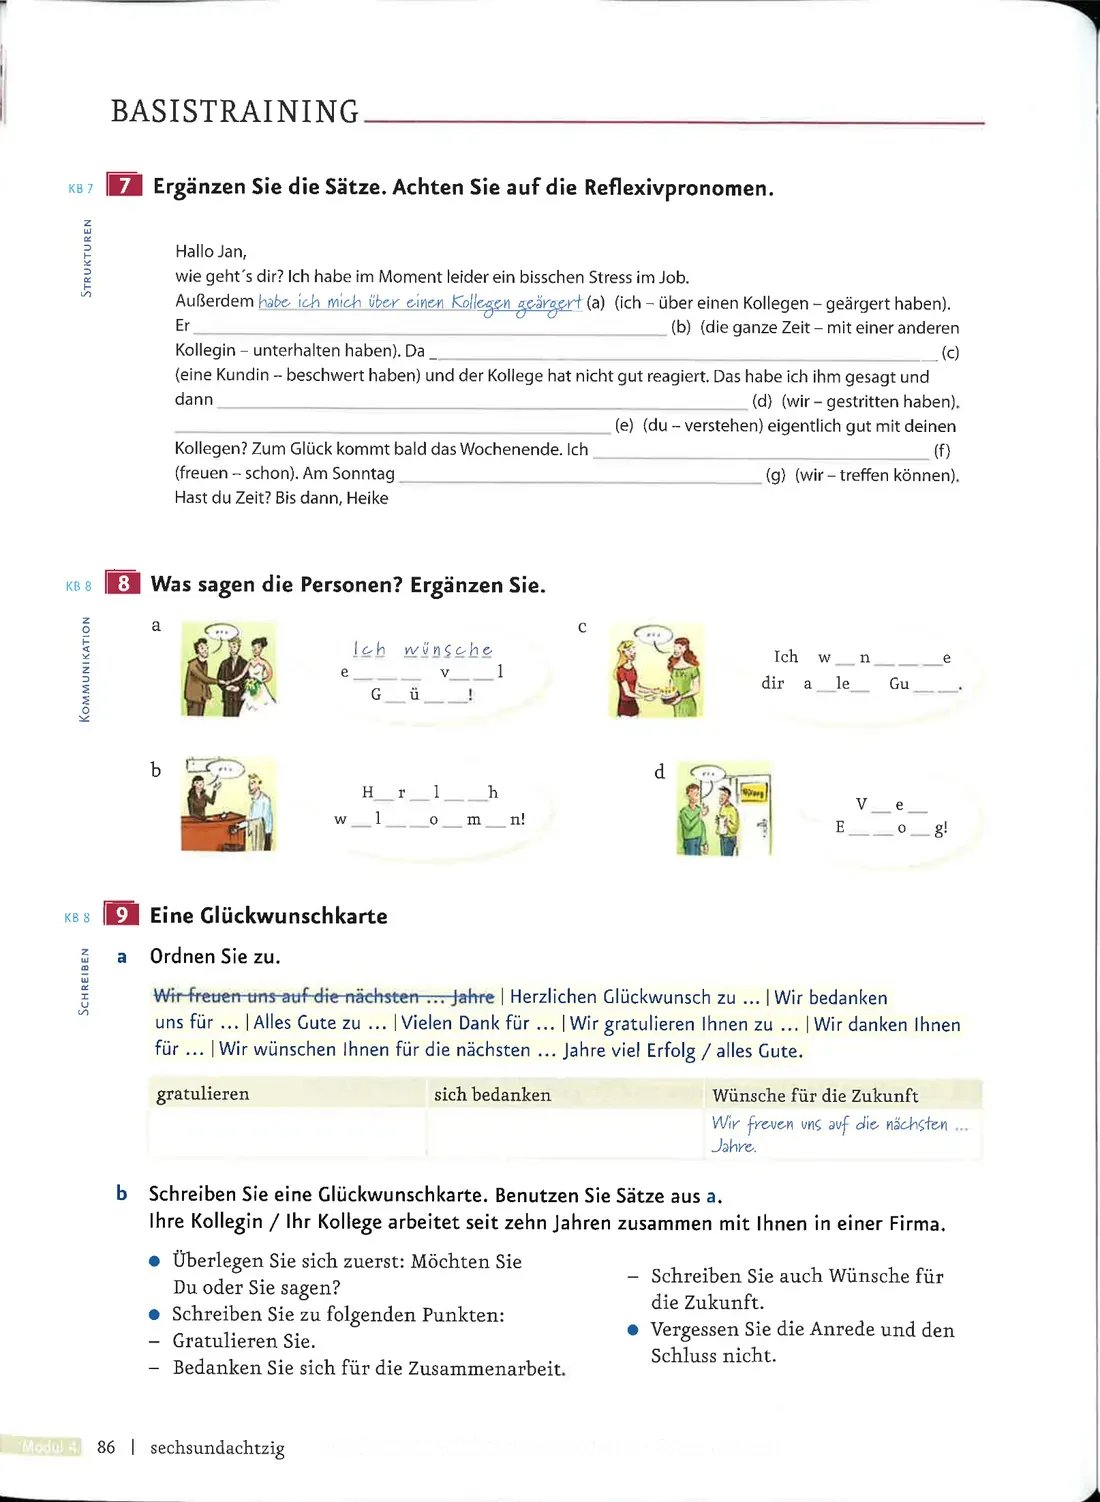 BASISTRAINING
KB 7
7
Ergänzen Sie die Sätze. Achten Sie auf die Reflexivpronomen.
STRUKTUREN
Hallo Jan,
wie geht´s dir? Ich habe im Moment leider ein bisschen Stress im Job.
Außerdem habe ich mich über einen Kollegen geärgert (a) (ich – über einen Kollegen – geärgert haben).
Er ____ (b) (die ganze Zeit – mit einer anderen
Kollegin – unterhalten haben). Da ____ (c)
(eine Kundin – beschwert haben) und der Kollege hat nicht gut reagiert. Das habe ich ihm gesagt und
dann ____ (d) (wir – gestritten haben).
____ (e) (du – verstehen) eigentlich gut mit deinen
Kollegen? Zum Glück kommt bald das Wochenende. Ich ____ (f)
(freuen – schon). Am Sonntag ____ (g) (wir – treffen können).
Hast du Zeit? Bis dann, Heike
KB 8
8
Was sagen die Personen? Ergänzen Sie.
KOMMUNIKATION
a
...
Ich wünsche
e _ _ _ v _ _ l
G _ ü _ _ !
c
...
Ich w _ n _ _ _ e
dir a _ le _ Gu _ _ .
b
...
H _ r _ l _ _ h
w _ l _ _ o _ m _ n!
d
...
V _ e _
E _ _ o _ g!
KB 8
9
Eine Glückwunschkarte
SCHREIBEN
a Ordnen Sie zu.
Wir freuen uns auf die nächsten ... Jahre | Herzlichen Glückwunsch zu ... | Wir bedanken
uns für ... | Alles Gute zu ... | Vielen Dank für ... | Wir gratulieren Ihnen zu ... | Wir danken Ihnen
für ... | Wir wünschen Ihnen für die nächsten ... Jahre viel Erfolg / alles Gute.
gratulieren sich bedanken Wünsche für die Zukunft
Wir freuen uns auf die nächsten ...
Jahre.
b Schreiben Sie eine Glückwunschkarte. Benutzen Sie Sätze aus a.
Ihre Kollegin / Ihr Kollege arbeitet seit zehn Jahren zusammen mit Ihnen in einer Firma.
● Überlegen Sie sich zuerst: Möchten Sie
Du oder Sie sagen?
● Schreiben Sie zu folgenden Punkten:
– Gratulieren Sie.
– Bedanken Sie sich für die Zusammenarbeit.
– Schreiben Sie auch Wünsche für
die Zukunft.
● Vergessen Sie die Anrede und den
Schluss nicht.
Modul 4
86 | sechsundachtzig